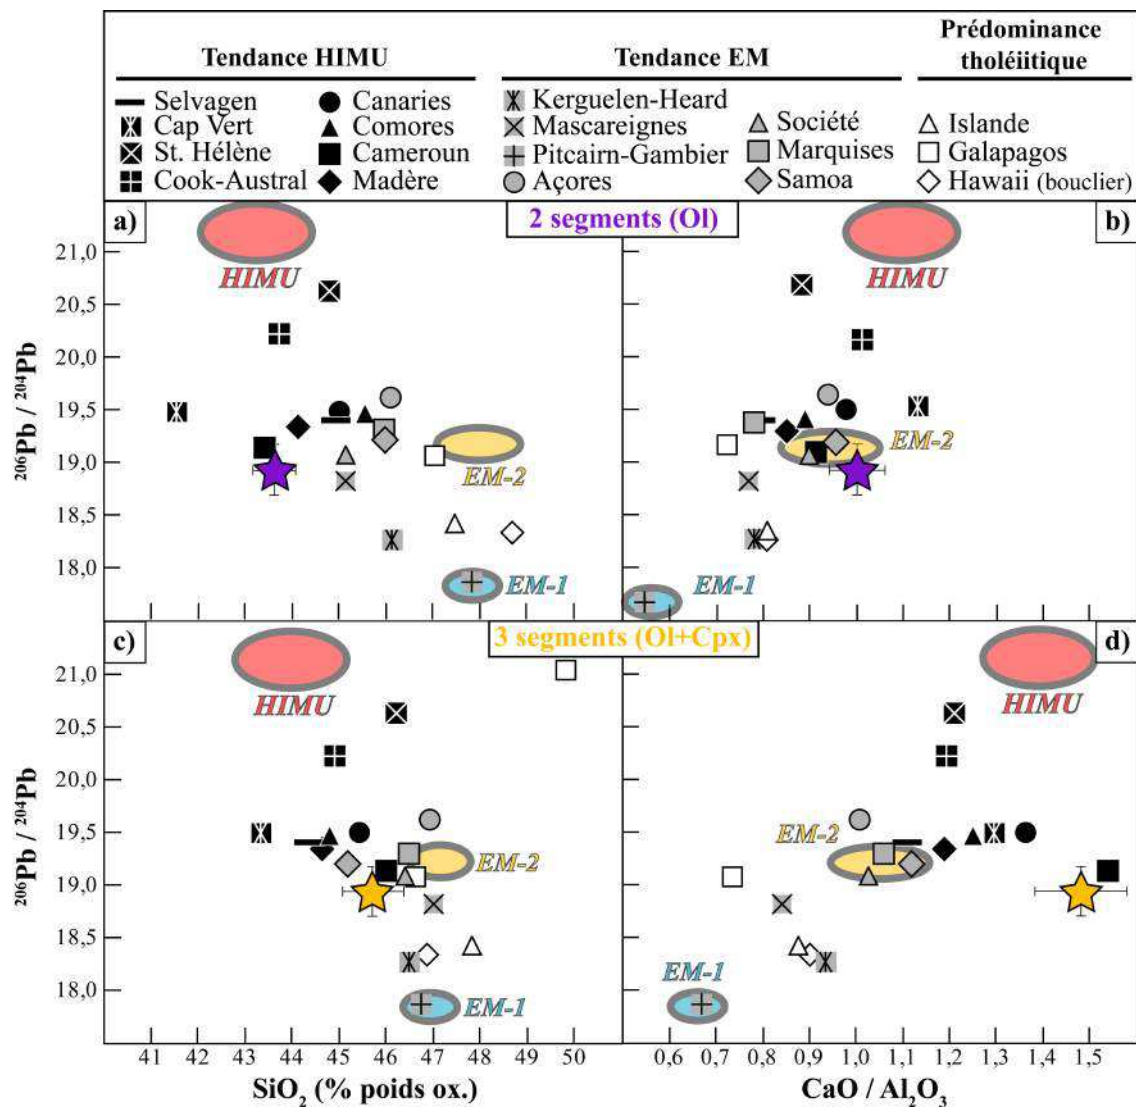 Tendance HIMU
Tendance EM
Prédominance
tholéiitique
Selvagen
Canaries
Kerguelen-Heard
Cap Vert
Comores
Mascareignes
Société
Islande
St. Hélène
Cameroun
Pitcairn-Gambier
Marquises
Galapagos
Cook-Austral
Madère
Açores
Samoa
Hawaii (bouclier)
a)
2 segments (Ol)
b)
21,0
20,5
20,0
19,5
19,0
18,5
18,0
²⁰⁶Pb / ²⁰⁴Pb
HIMU
EM-2
EM-1
HIMU
EM-2
EM-1
c)
3 segments (Ol+Cpx)
d)
21,0
20,5
20,0
19,5
19,0
18,5
18,0
²⁰⁶Pb / ²⁰⁴Pb
HIMU
EM-2
EM-1
HIMU
EM-2
EM-1
41 42 43 44 45 46 47 48 49 50
0,6 0,7 0,8 0,9 1,0 1,1 1,2 1,3 1,4 1,5
SiO₂ (% poids ox.)
CaO / Al₂O₃